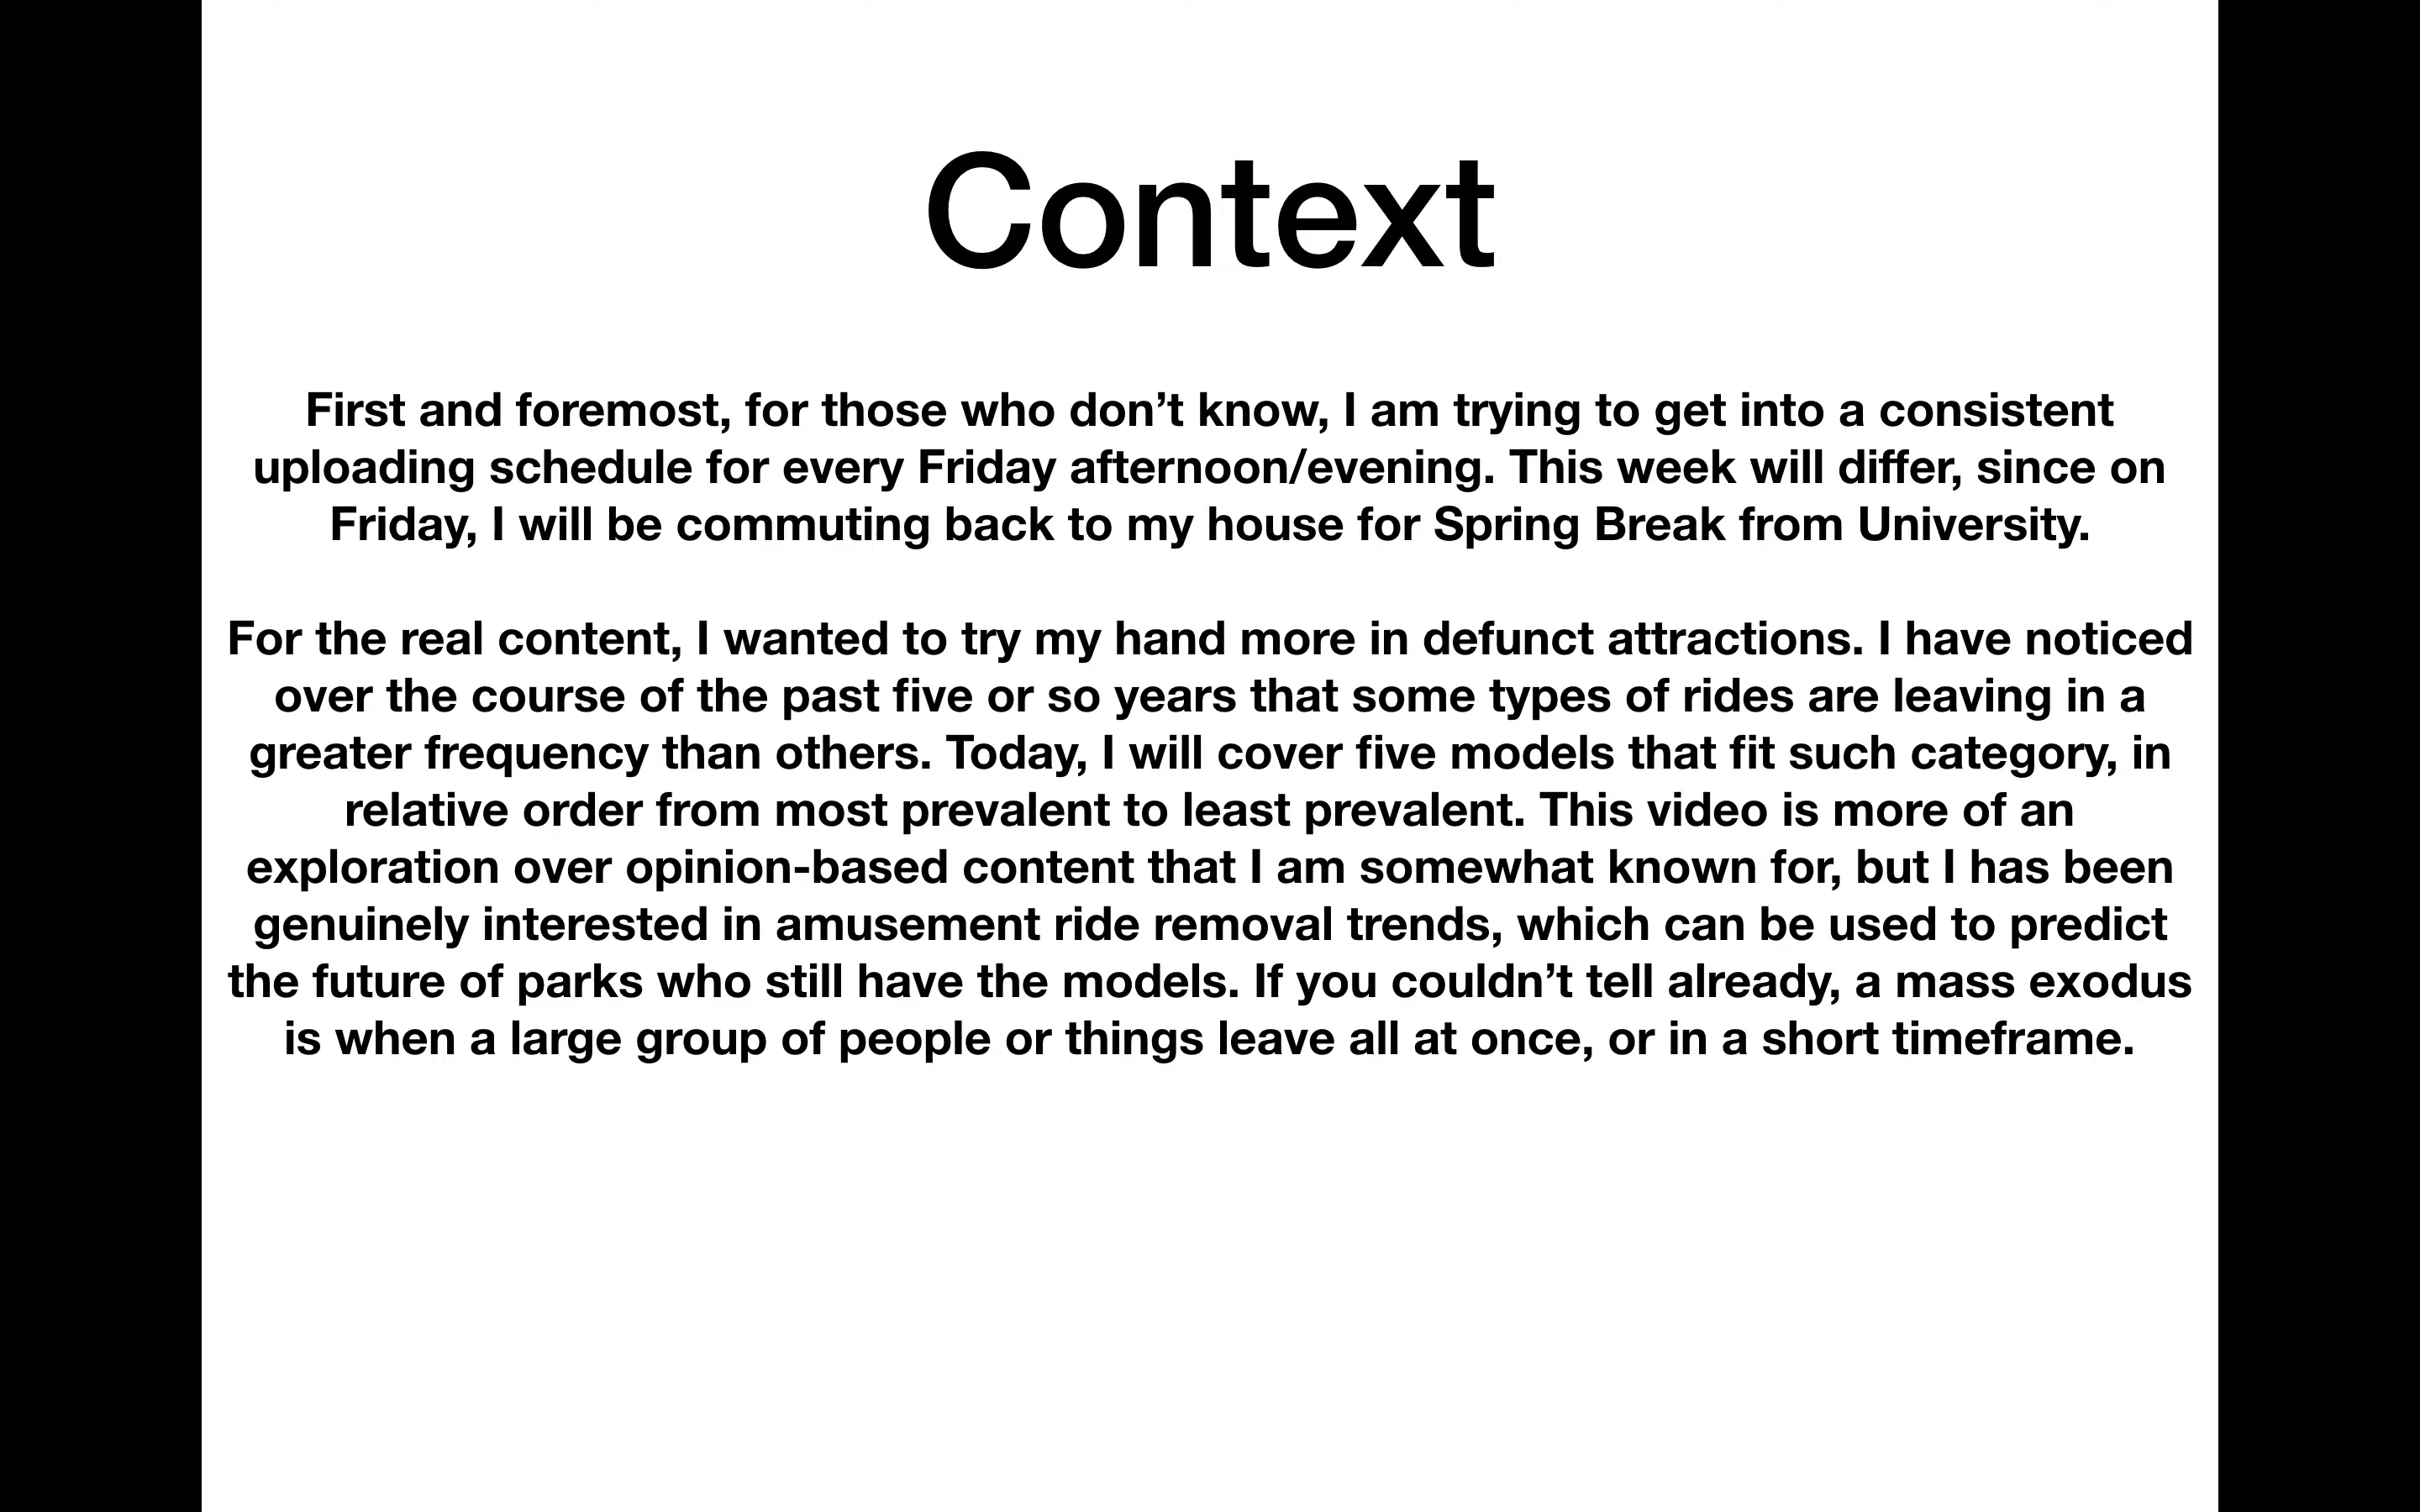 Context
First and foremost, for those who don’t know, I am trying to get into a consistent
uploading schedule for every Friday afternoon/evening. This week will differ, since on
Friday, I will be commuting back to my house for Spring Break from University.
For the real content, I wanted to try my hand more in defunct attractions. I have noticed
over the course of the past five or so years that some types of rides are leaving in a
greater frequency than others. Today, I will cover five models that fit such category, in
relative order from most prevalent to least prevalent. This video is more of an
exploration over opinion-based content that I am somewhat known for, but I has been
genuinely interested in amusement ride removal trends, which can be used to predict
the future of parks who still have the models. If you couldn’t tell already, a mass exodus
is when a large group of people or things leave all at once, or in a short timeframe.